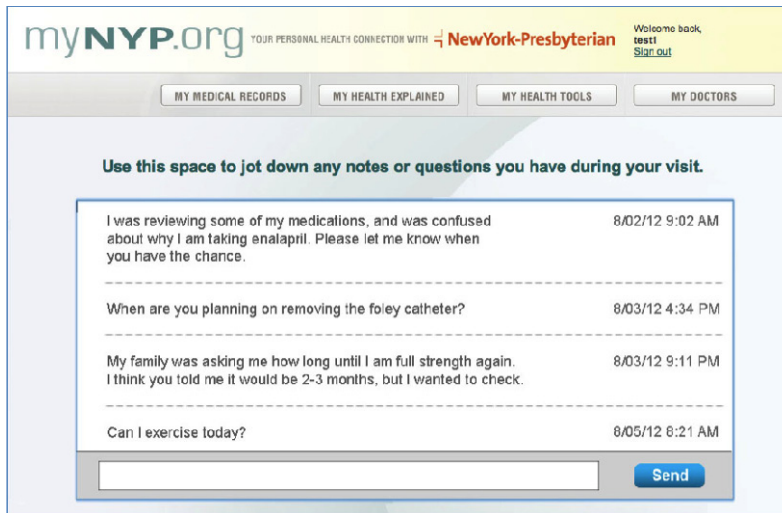 myNYP.org YOUR PERSONAL HEALTH CONNECTION WITH NewYork-Presbyterian
Welcome back,
test!
Sign out
MY MEDICAL RECORDS MY HEALTH EXPLAINED MY HEALTH TOOLS MY DOCTORS
Use this space to jot down any notes or questions you have during your visit.
I was reviewing some of my medications, and was confused 8/02/12 9:02 AM
about why I am taking enalapril. Please let me know when
you have the chance.
When are you planning on removing the foley catheter? 8/03/12 4:34 PM
My family was asking me how long until I am full strength again. 8/03/12 9:11 PM
I think you told me it would be 2-3 months, but I wanted to check.
Can I exercise today? 8/05/12 8:21 AM
Send